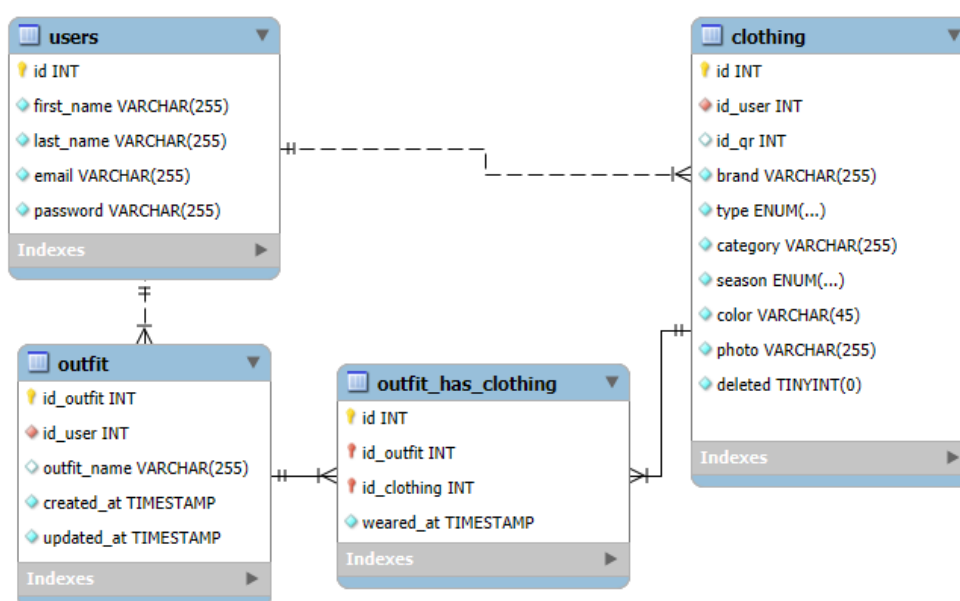 users
id INT
first_name VARCHAR(255)
last_name VARCHAR(255)
email VARCHAR(255)
password VARCHAR(255)
Indexes
clothing
id INT
id_user INT
id_qr INT
brand VARCHAR(255)
type ENUM(...)
category VARCHAR(255)
season ENUM(...)
color VARCHAR(45)
photo VARCHAR(255)
deleted TINYINT(0)
Indexes
outfit
id_outfit INT
id_user INT
outfit_name VARCHAR(255)
created_at TIMESTAMP
updated_at TIMESTAMP
Indexes
outfit_has_clothing
id INT
id_outfit INT
id_clothing INT
weared_at TIMESTAMP
Indexes